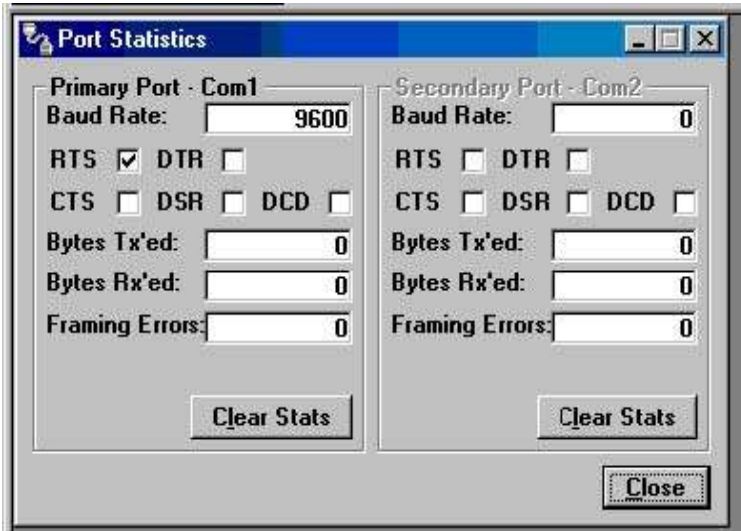 Port Statistics
Primary Port - Com1
Baud Rate: 9600
RTS DTR
CTS DSR DCD
Bytes Tx'ed: 0
Bytes Rx'ed: 0
Framing Errors: 0
Clear Stats
Secondary Port - Com2
Baud Rate: 0
RTS DTR
CTS DSR DCD
Bytes Tx'ed: 0
Bytes Rx'ed: 0
Framing Errors: 0
Clear Stats
Close